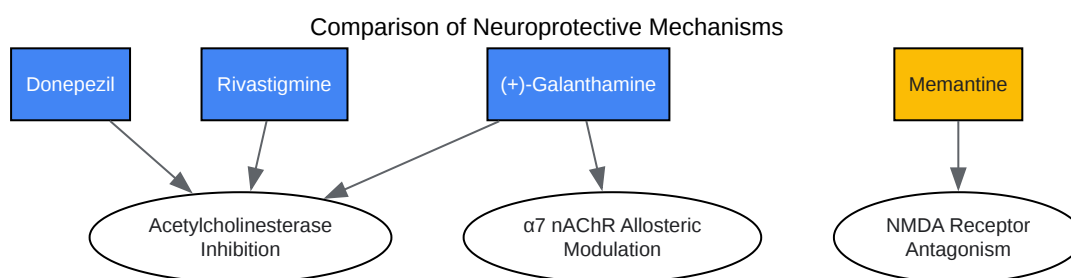 Comparison of Neuroprotective Mechanisms
Donepezil
Rivastigmine
(+)-Galanthamine
Memantine
Acetylcholinesterase
Inhibition
α7 nAChR Allosteric
Modulation
NMDA Receptor
Antagonism